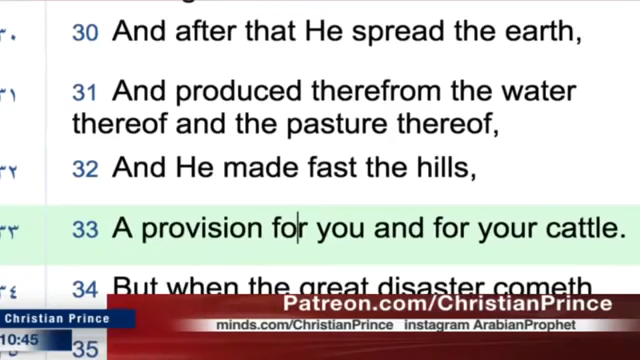 ٣٠ 30 And after that He spread the earth,
٣١ 31 And produced therefrom the water
thereof and the pasture thereof,
٣٢ 32 And He made fast the hills,
٣٣ 33 A provision for you and for your cattle.
٣٤ 34 But when the great disaster cometh
Patreon.com/ChristianPrince
Christian Prince
minds.com/ChristianPrince instagram ArabianProphet
10:45
35